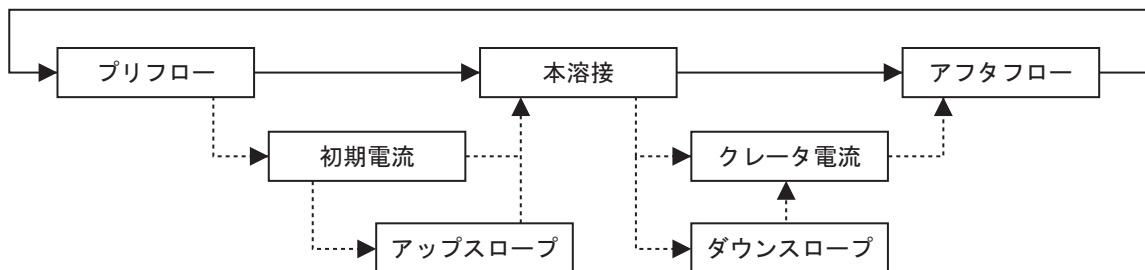 プリフロー
本溶接
アフタフロー
初期電流
クレータ電流
アップスロープ
ダウンスロープ